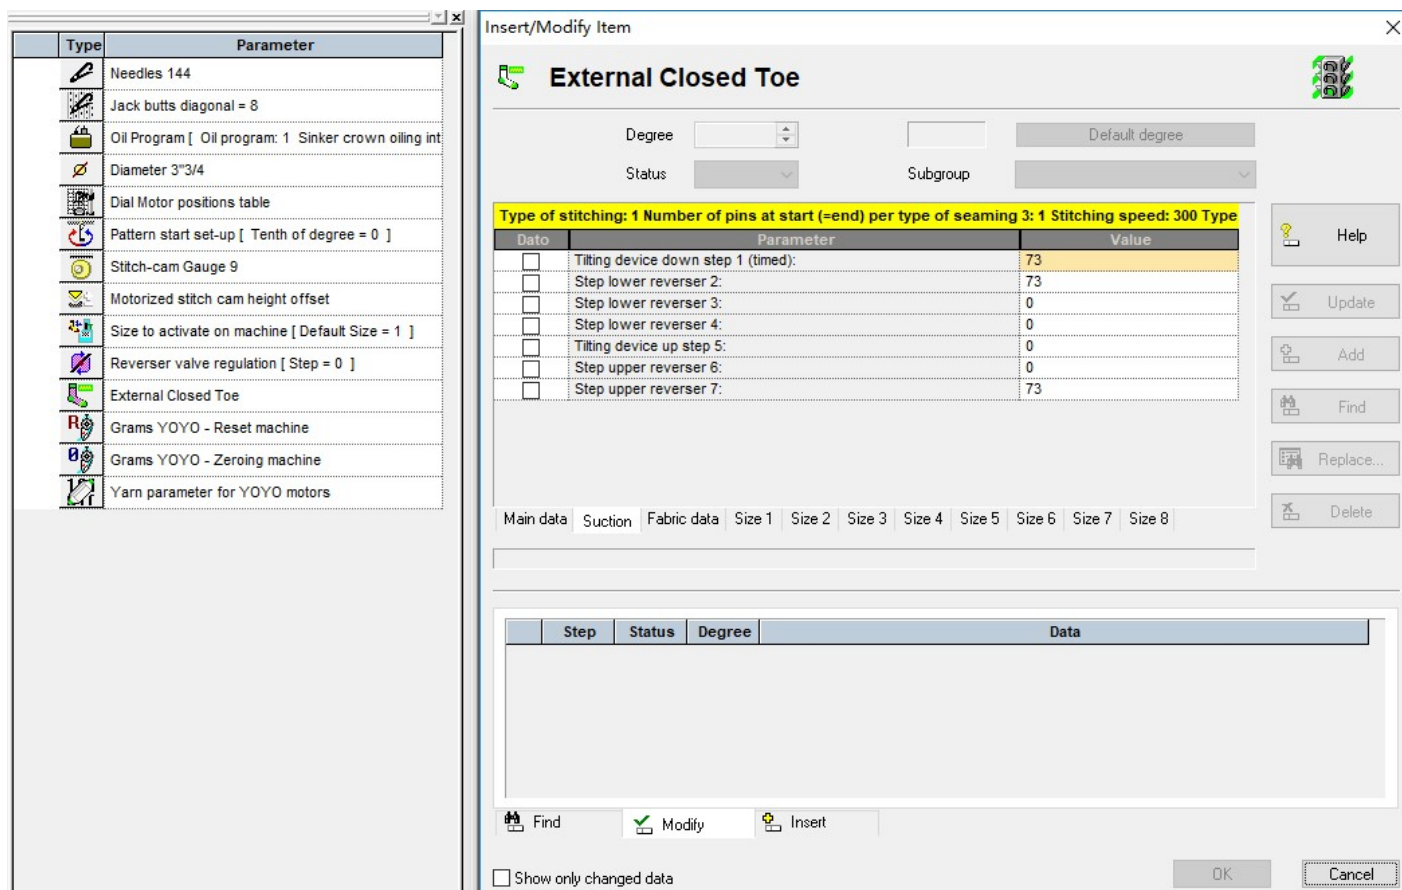 Type Parameter
Needles 144
Jack butts diagonal = 8
Oil Program [ Oil program: 1 Sinker crown oiling int
Diameter 3"3/4
Dial Motor positions table
Pattern start set-up [ Tenth of degree = 0 ]
Stitch-cam Gauge 9
Motorized stitch cam height offset
Size to activate on machine [ Default Size = 1 ]
Reverser valve regulation [ Step = 0 ]
External Closed Toe
Grams YOYO - Reset machine
Grams YOYO - Zeroing machine
Yarn parameter for YOYO motors
Insert/Modify Item
External Closed Toe
Degree Default degree
Status Subgroup
Type of stitching: 1 Number of pins at start (=end) per type of seaming 3: 1 Stitching speed: 300 Type
Dato Parameter Value
Tilting device down step 1 (timed): 73
Step lower reverser 2: 73
Step lower reverser 3: 0
Step lower reverser 4: 0
Tilting device up step 5: 0
Step upper reverser 6: 0
Step upper reverser 7: 73
Main data Suction Fabric data Size 1 Size 2 Size 3 Size 4 Size 5 Size 6 Size 7 Size 8
Help
Update
Add
Find
Replace...
Delete
Step Status Degree Data
Find Modify Insert
Show only changed data
OK Cancel